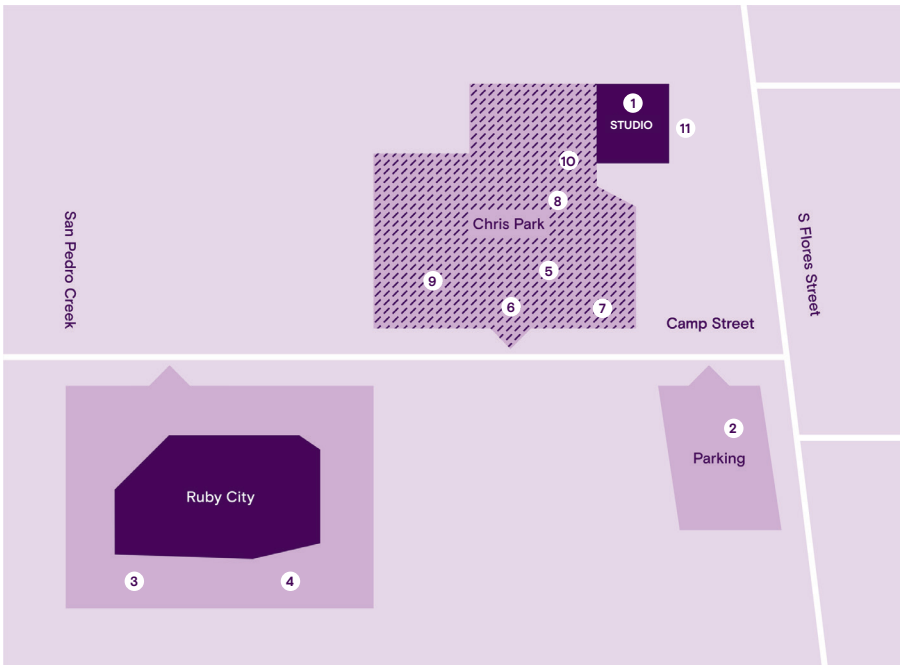 1
STUDIO
11
10
8
Chris Park
5
9
6
7
San Pedro Creek
S Flores Street
Camp Street
2
Parking
Ruby City
3
4